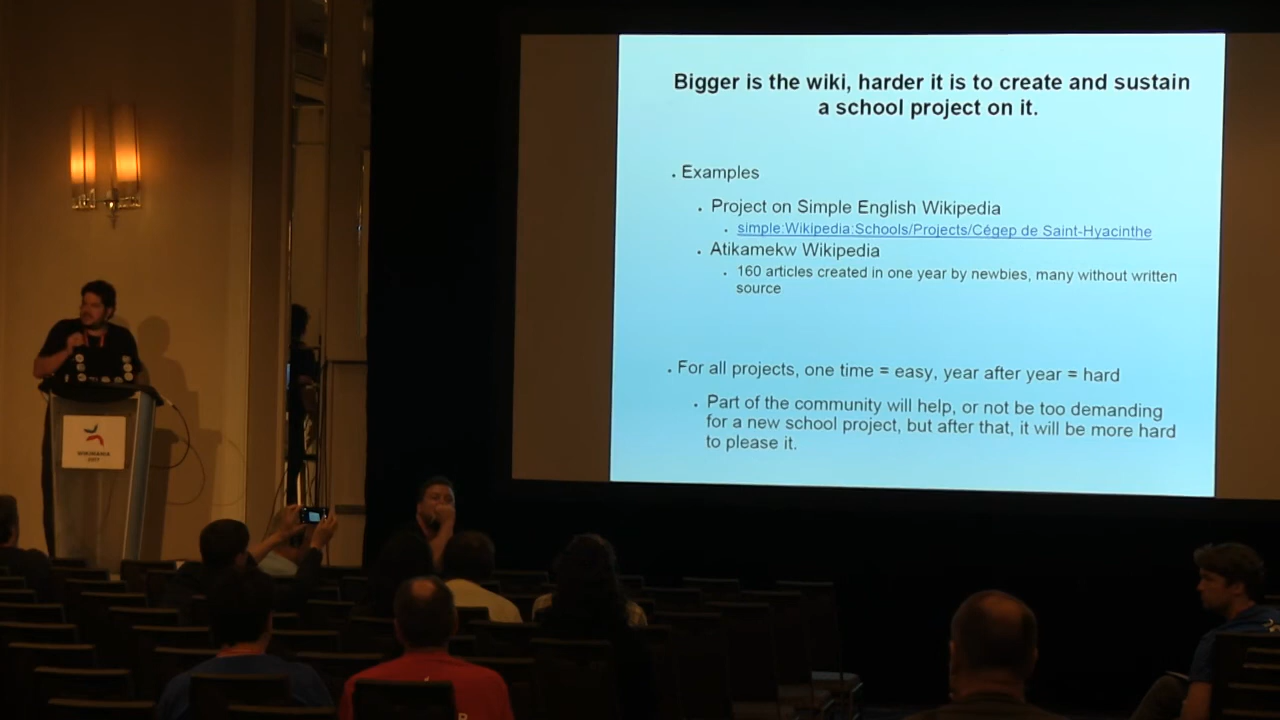 Bigger is the wiki, harder it is to create and sustain
a school project on it.
. Examples
. Project on Simple English Wikipedia
. simple:Wikipedia:Schools/Projects/Cégep de Saint-Hyacinthe
. Atikamekw Wikipedia
. 160 articles created in one year by newbies, many without written
source
. For all projects, one time = easy, year after year = hard
. Part of the community will help, or not be too demanding
for a new school project, but after that, it will be more hard
to please it.
WIKIMANIA
2017